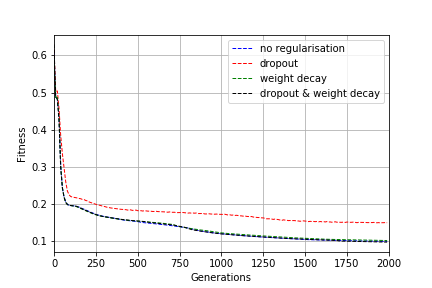 0.6
0.5
0.4
0.3
0.2
0.1
Fitness
no regularisation
dropout
weight decay
dropout & weight decay
0 250 500 750 1000 1250 1500 1750 2000
Generations